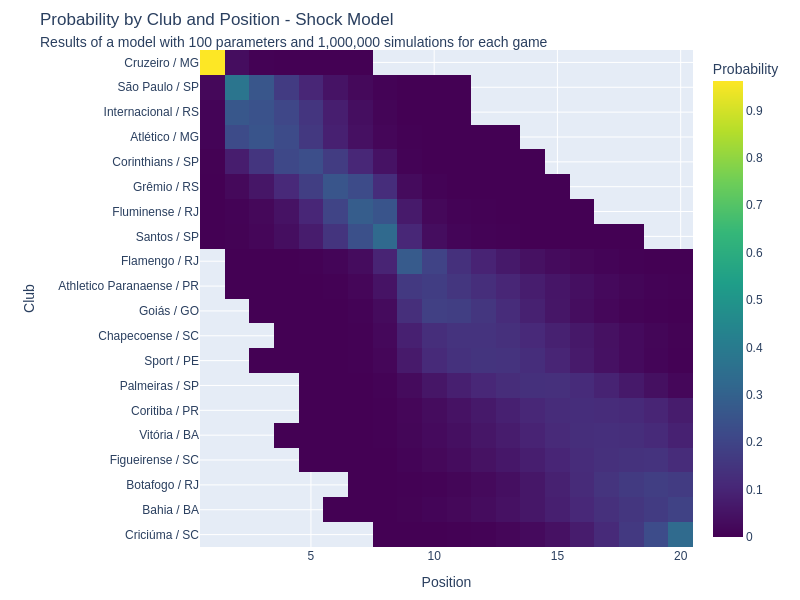 Probability by Club and Position - Shock Model
Results of a model with 100 parameters and 1,000,000 simulations for each game
Cruzeiro / MG
São Paulo / SP
Internacional / RS
Atlético / MG
Corinthians / SP
Grêmio / RS
Fluminense / RJ
Santos / SP
Flamengo / RJ
Athletico Paranaense / PR
Goiás / GO
Chapecoense / SC
Sport / PE
Palmeiras / SP
Coritiba / PR
Vitória / BA
Figueirense / SC
Botafogo / RJ
Bahia / BA
Criciúma / SC
Club
5
10
15
20
Position
Probability
0.9
0.8
0.7
0.6
0.5
0.4
0.3
0.2
0.1
0